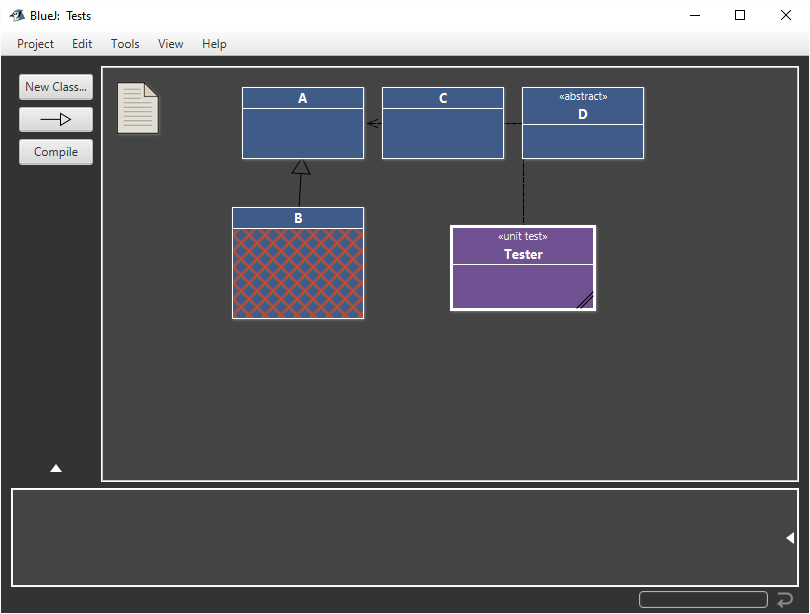 BlueJ: Tests
Project Edit Tools View Help
New Class...
Compile
A
C
«abstract»
D
B
«unit test»
Tester